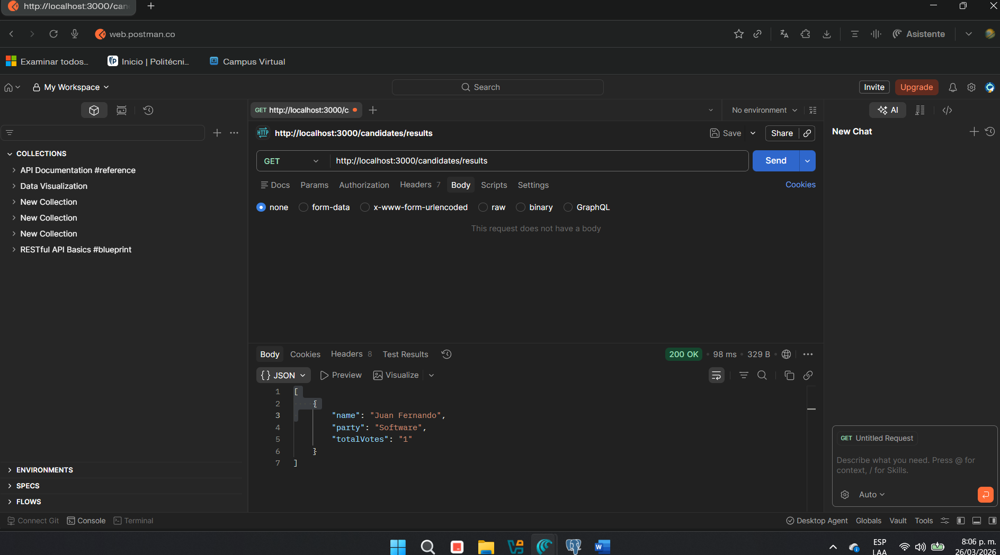 http://localhost:3000/can
web.postman.co
Asistente
Examinar todos...
Inicio | Politécni...
Campus Virtual
My Workspace
Search
Invite
Upgrade
GET http://localhost:3000/c
No environment
AI
http://localhost:3000/candidates/results
Save
Share
New Chat
COLLECTIONS
API Documentation #reference
Data Visualization
New Collection
New Collection
New Collection
RESTful API Basics #blueprint
HTTP
GET
http://localhost:3000/candidates/results
Send
Docs Params Authorization Headers 7 Body Scripts Settings
Cookies
none form-data x-www-form-urlencoded raw binary GraphQL
This request does not have a body
Body Cookies Headers 8 Test Results
200 OK • 98 ms • 329 B
{} JSON Preview Visualize
1 [
2 {
3 "name": "Juan Fernando",
4 "party": "Software",
5 "totalVotes": "1"
6 }
7 ]
GET Untitled Request
Describe what you need. Press @ for
context, / for Skills.
Auto
ENVIRONMENTS
SPECS
FLOWS
Connect Git Console Terminal
Desktop Agent Globals Vault Tools
ESP
LAA
8:06 p. m.
26/03/2026